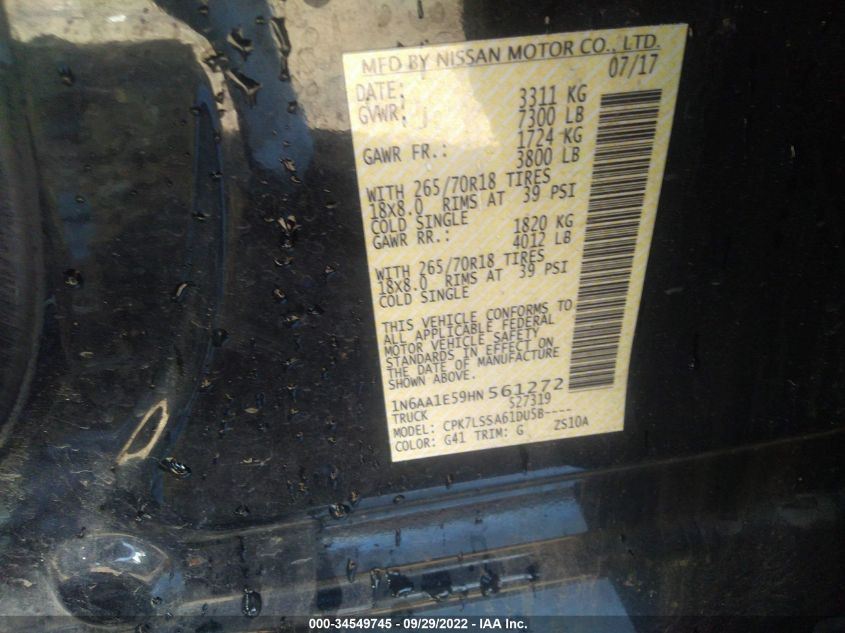 MFD BY NISSAN MOTOR CO., LTD.
DATE: 07/17
GVWR: 3311 KG
7300 LB
GAWR FR.: 1724 KG
3800 LB
WITH 265/70R18 TIRES
18X8.0 RIMS AT 39 PSI
COLD SINGLE
GAWR RR.: 1820 KG
4012 LB
WITH 265/70R18 TIRES
18X8.0 RIMS AT 39 PSI
COLD SINGLE
THIS VEHICLE CONFORMS TO
ALL APPLICABLE FEDERAL
MOTOR VEHICLE SAFETY
STANDARDS IN EFFECT ON
THE DATE OF MANUFACTURE
SHOWN ABOVE.
1N6AA1E59HN561272
TRUCK S27319
MODEL: CPK7LSSA61DU5B----
COLOR: G41 TRIM: G ZS10A
000-34549745 - 09/29/2022 - IAA Inc.